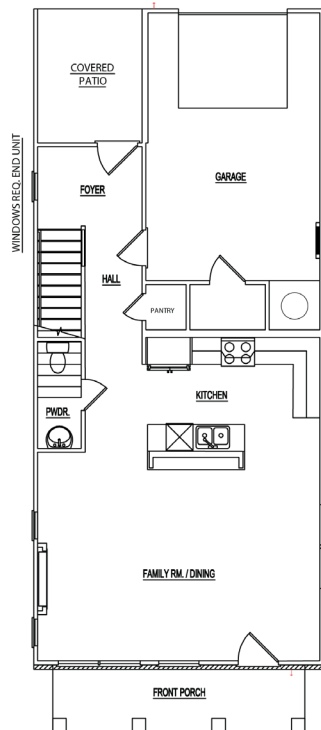 COVERED
PATIO
WINDOWS REQ. END UNIT
FOYER
GARAGE
HALL
PANTRY
KITCHEN
PWDR.
FAMILY RM. / DINING
FRONT PORCH